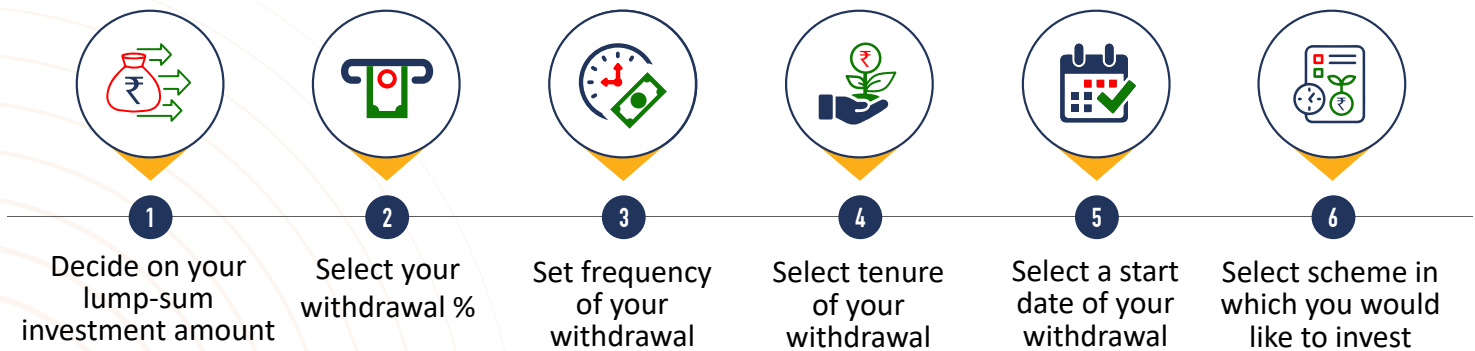 ₹
₹
₹
1
2
3
4
5
6
Decide on your
lump-sum
investment amount
Select your
withdrawal %
Set frequency
of your
withdrawal
Select tenure
of your
withdrawal
Select a start
date of your
withdrawal
Select scheme in
which you would
like to invest